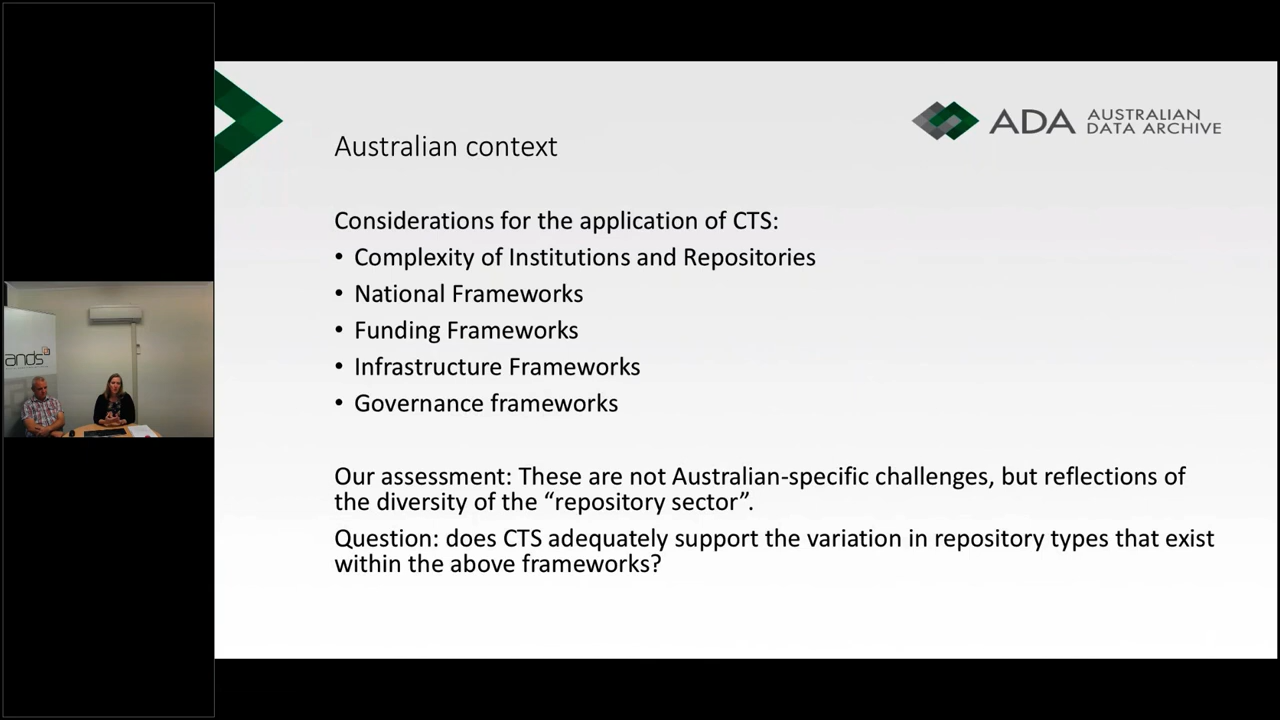 ADA AUSTRALIAN
DATA ARCHIVE
Australian context
Considerations for the application of CTS:
• Complexity of Institutions and Repositories
• National Frameworks
• Funding Frameworks
• Infrastructure Frameworks
• Governance frameworks
Our assessment: These are not Australian-specific challenges, but reflections of
the diversity of the “repository sector”.
Question: does CTS adequately support the variation in repository types that exist
within the above frameworks?
ands